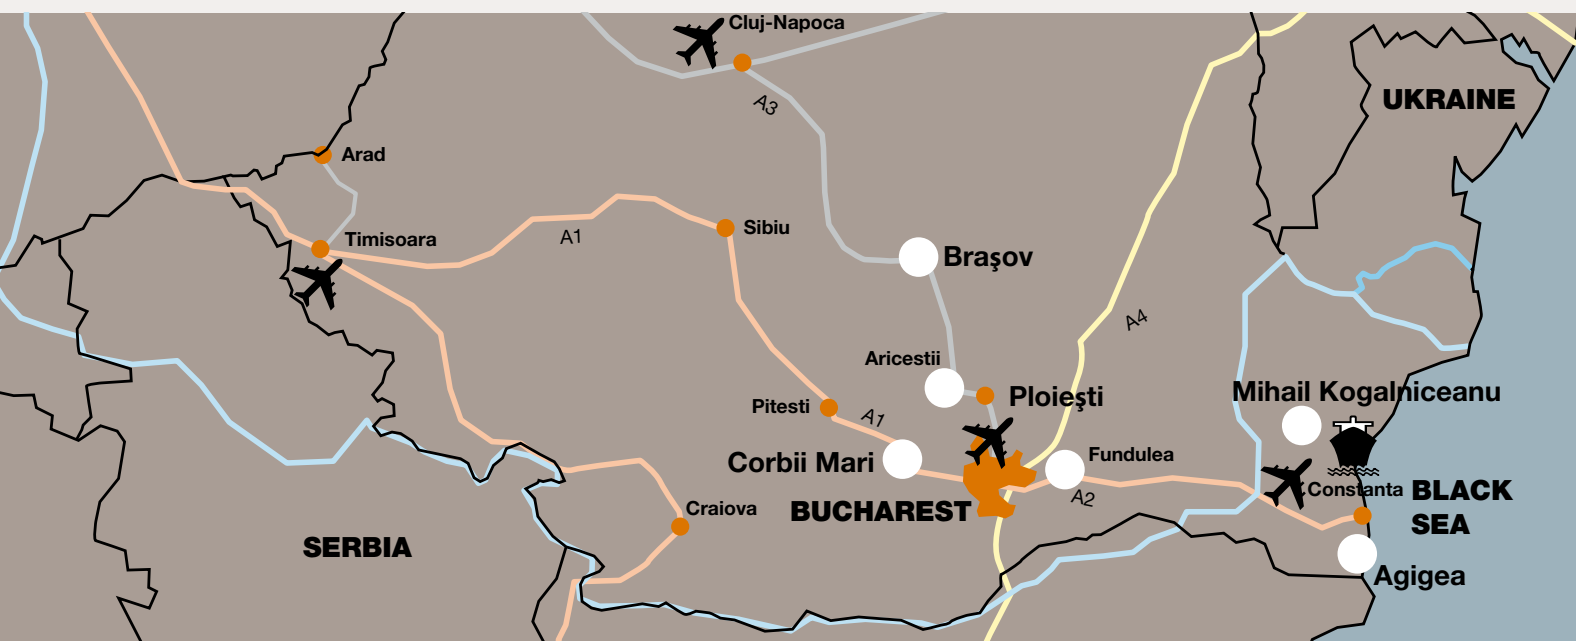 Cluj-Napoca
A3
UKRAINE
Arad
Timisoara
A1
Sibiu
Braşov
A4
Aricestii
Ploieşti
Mihail Kogalniceanu
Pitesti
A1
Corbii Mari
Fundulea
A2
Constanta
BLACK
SEA
BUCHAREST
Craiova
SERBIA
Agigea